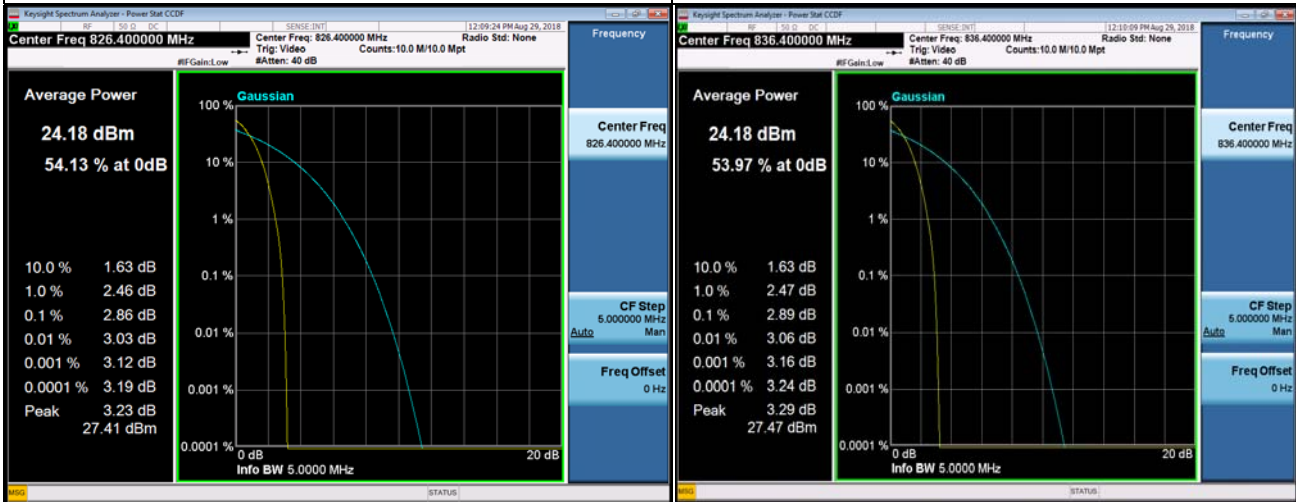 Keysight Spectrum Analyzer - Power Stat CCDF
RF 50 Ω DC SENSE:INT 12:09:24 PM Aug 29, 2018
Center Freq 826.400000 MHz
Center Freq: 826.400000 MHz Radio Std: None
Trig: Video Counts:10.0 M/10.0 Mpt
#IFGain:Low #Atten: 40 dB
Frequency
Average Power
24.18 dBm
54.13 % at 0dB
10.0 % 1.63 dB
1.0 % 2.46 dB
0.1 % 2.86 dB
0.01 % 3.03 dB
0.001 % 3.12 dB
0.0001 % 3.19 dB
Peak 3.23 dB
27.41 dBm
Gaussian
100 %
10 %
1 %
0.1 %
0.01 %
0.001 %
0.0001 %
0 dB 20 dB
Info BW 5.0000 MHz
Center Freq
826.400000 MHz
CF Step
5.000000 MHz
Auto Man
Freq Offset
0 Hz
MSG STATUS
Keysight Spectrum Analyzer - Power Stat CCDF
RF 50 Ω DC SENSE:INT 12:10:09 PM Aug 29, 2018
Center Freq 836.400000 MHz
Center Freq: 836.400000 MHz Radio Std: None
Trig: Video Counts:10.0 M/10.0 Mpt
#IFGain:Low #Atten: 40 dB
Frequency
Average Power
24.18 dBm
53.97 % at 0dB
10.0 % 1.63 dB
1.0 % 2.47 dB
0.1 % 2.89 dB
0.01 % 3.06 dB
0.001 % 3.16 dB
0.0001 % 3.24 dB
Peak 3.29 dB
27.47 dBm
Gaussian
100 %
10 %
1 %
0.1 %
0.01 %
0.001 %
0.0001 %
0 dB 20 dB
Info BW 5.0000 MHz
Center Freq
836.400000 MHz
CF Step
5.000000 MHz
Auto Man
Freq Offset
0 Hz
MSG STATUS